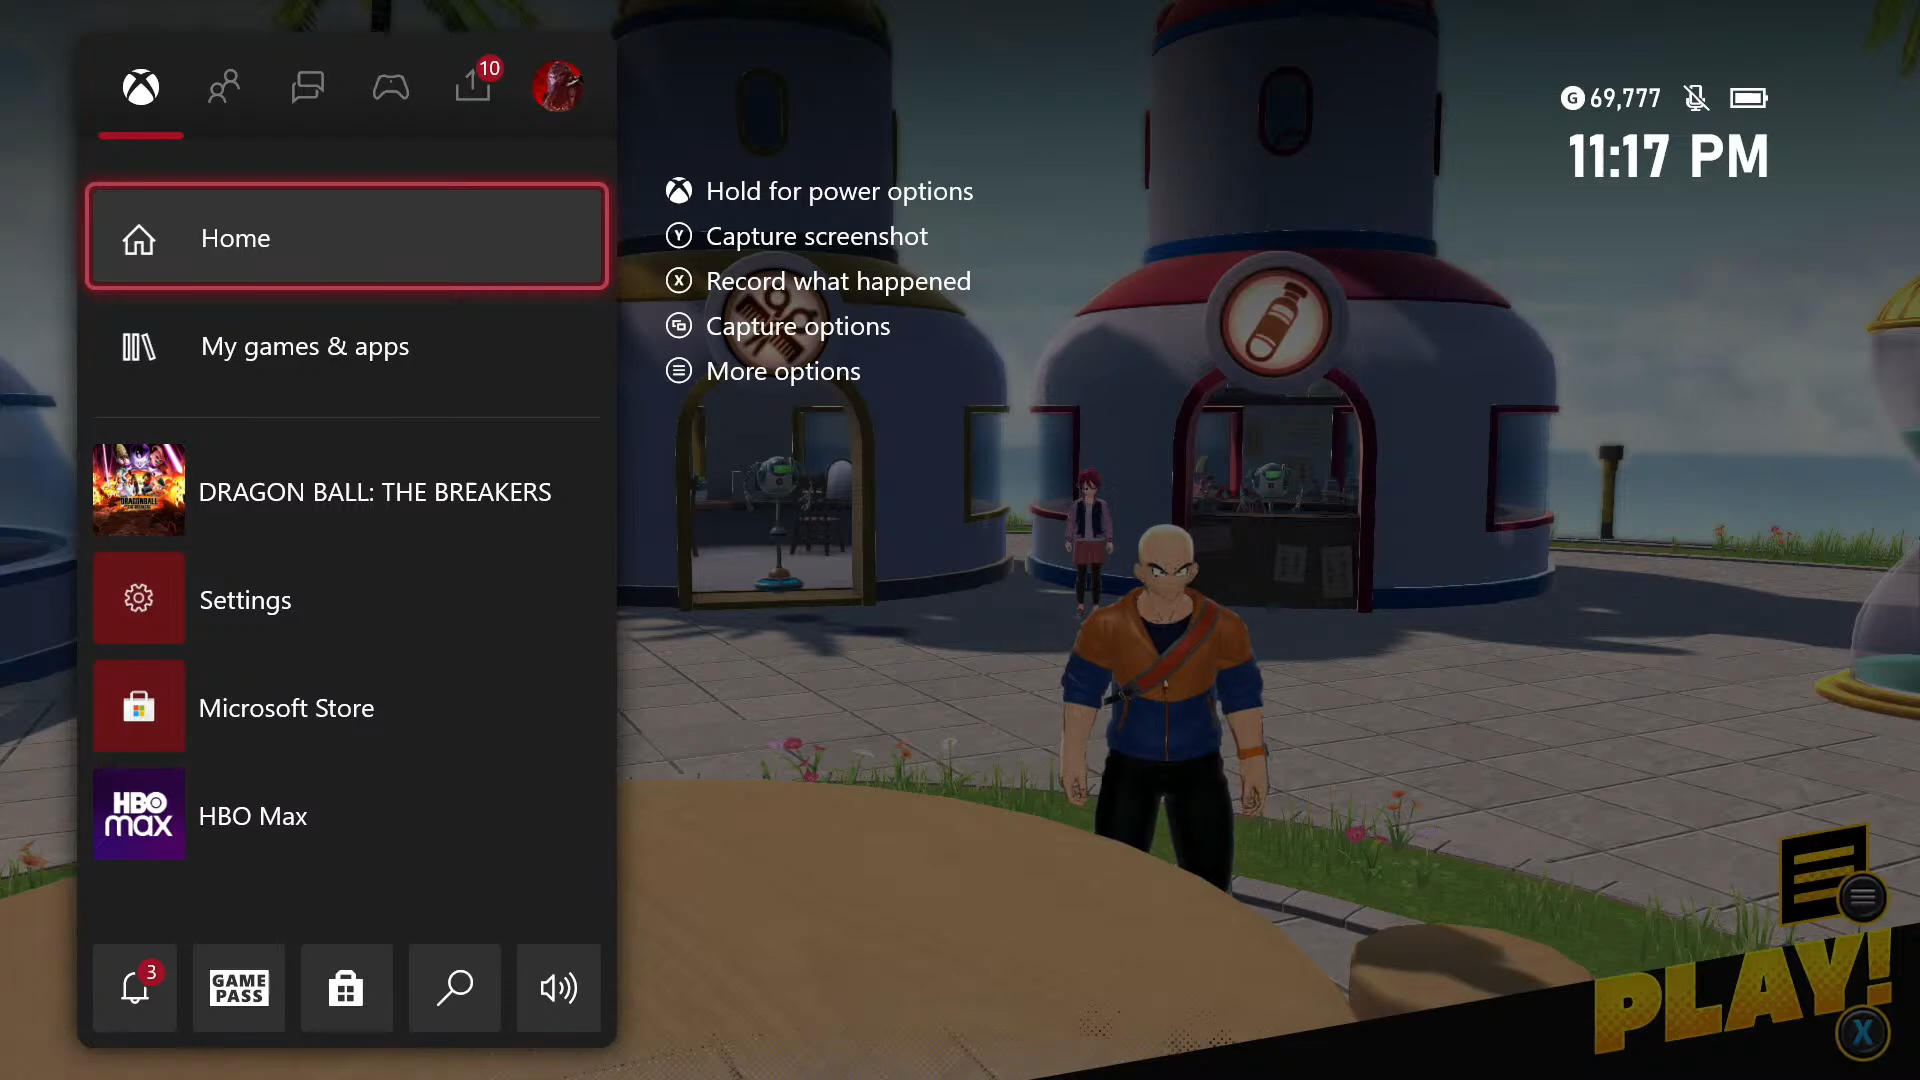 10
G 69,777
11:17 PM
Home
My games & apps
Hold for power options
Y Capture screenshot
X Record what happened
Capture options
More options
DRAGON BALL: THE BREAKERS
Settings
Microsoft Store
HBO max
HBO Max
3
GAME
PASS
PLAY!
X